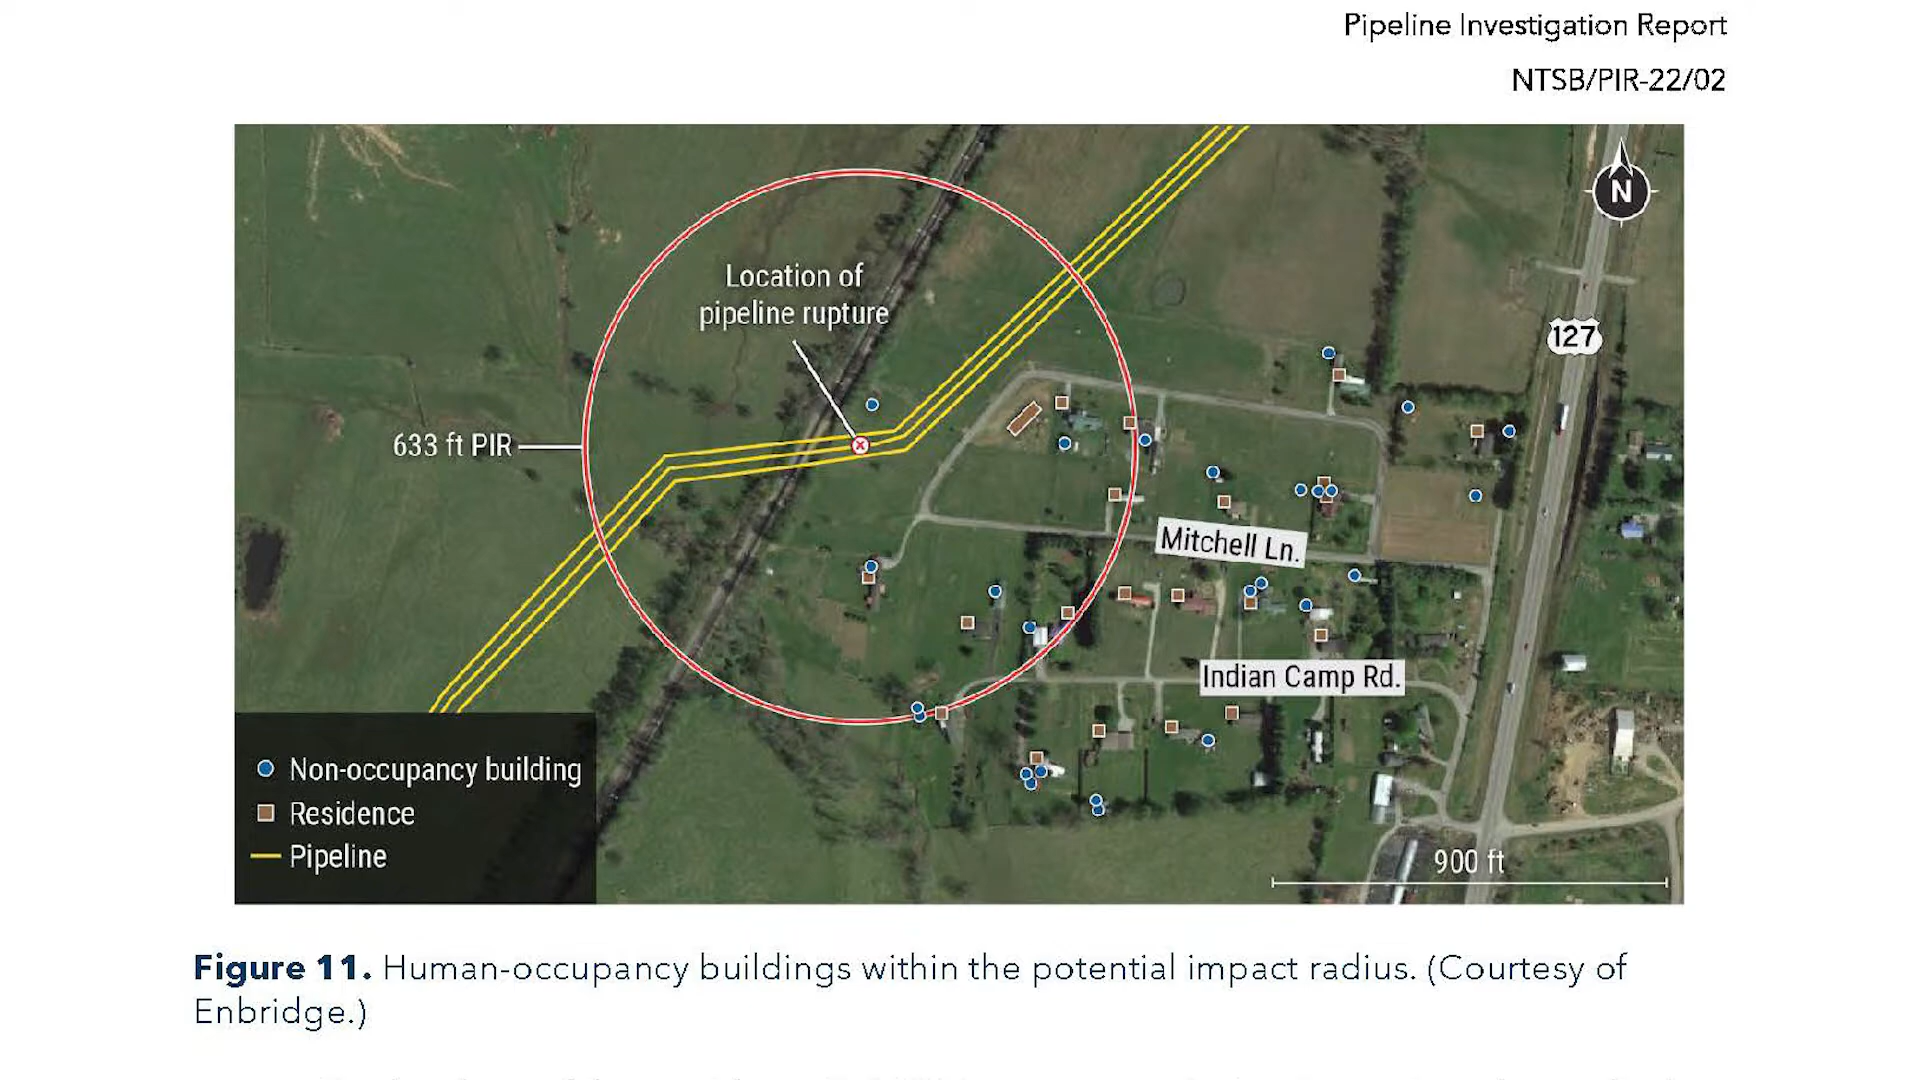 Pipeline Investigation Report
NTSB/PIR-22/02
N
Location of
pipeline rupture
127
633 ft PIR
Mitchell Ln.
Indian Camp Rd.
Non-occupancy building
Residence
Pipeline
900 ft
Figure 11. Human-occupancy buildings within the potential impact radius. (Courtesy of
Enbridge.)